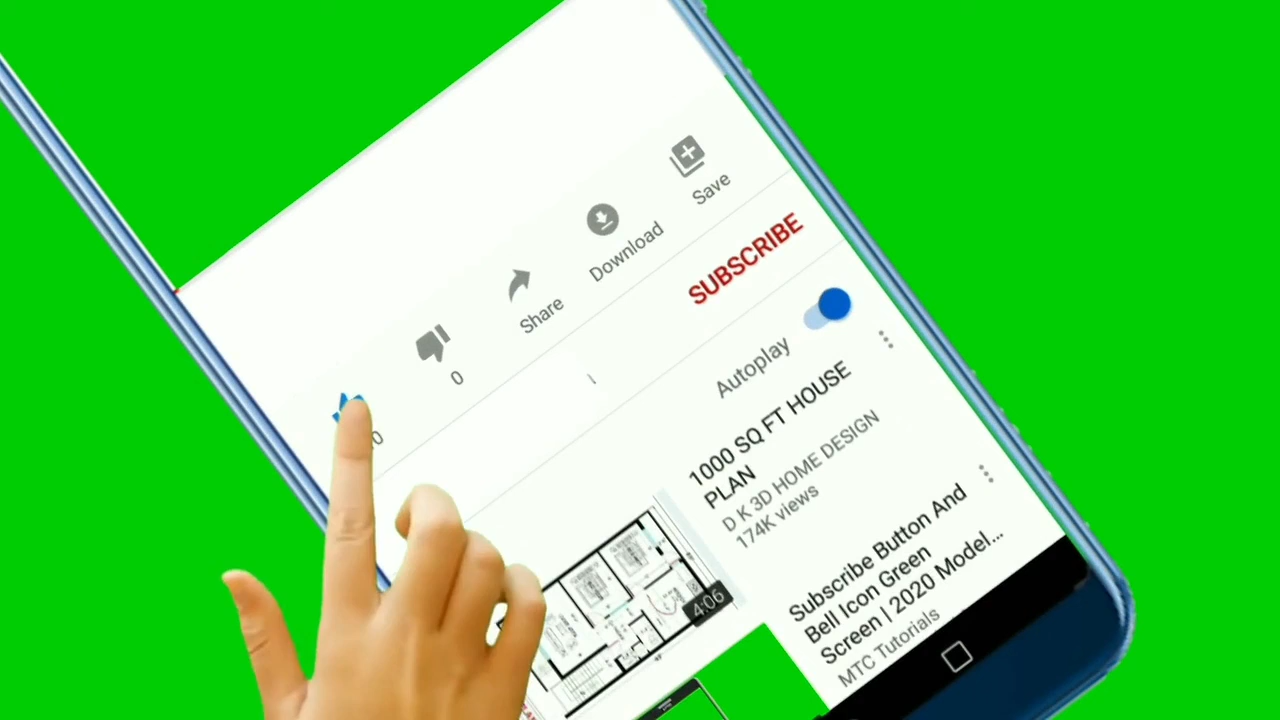 Save
Download
Share
0
0
SUBSCRIBE
Autoplay
1000 SQ FT HOUSE
PLAN
D K 3D HOME DESIGN
174K views
4:06
Subscribe Button And
Bell Icon Green
Screen | 2020 Model...
MTC Tutorials